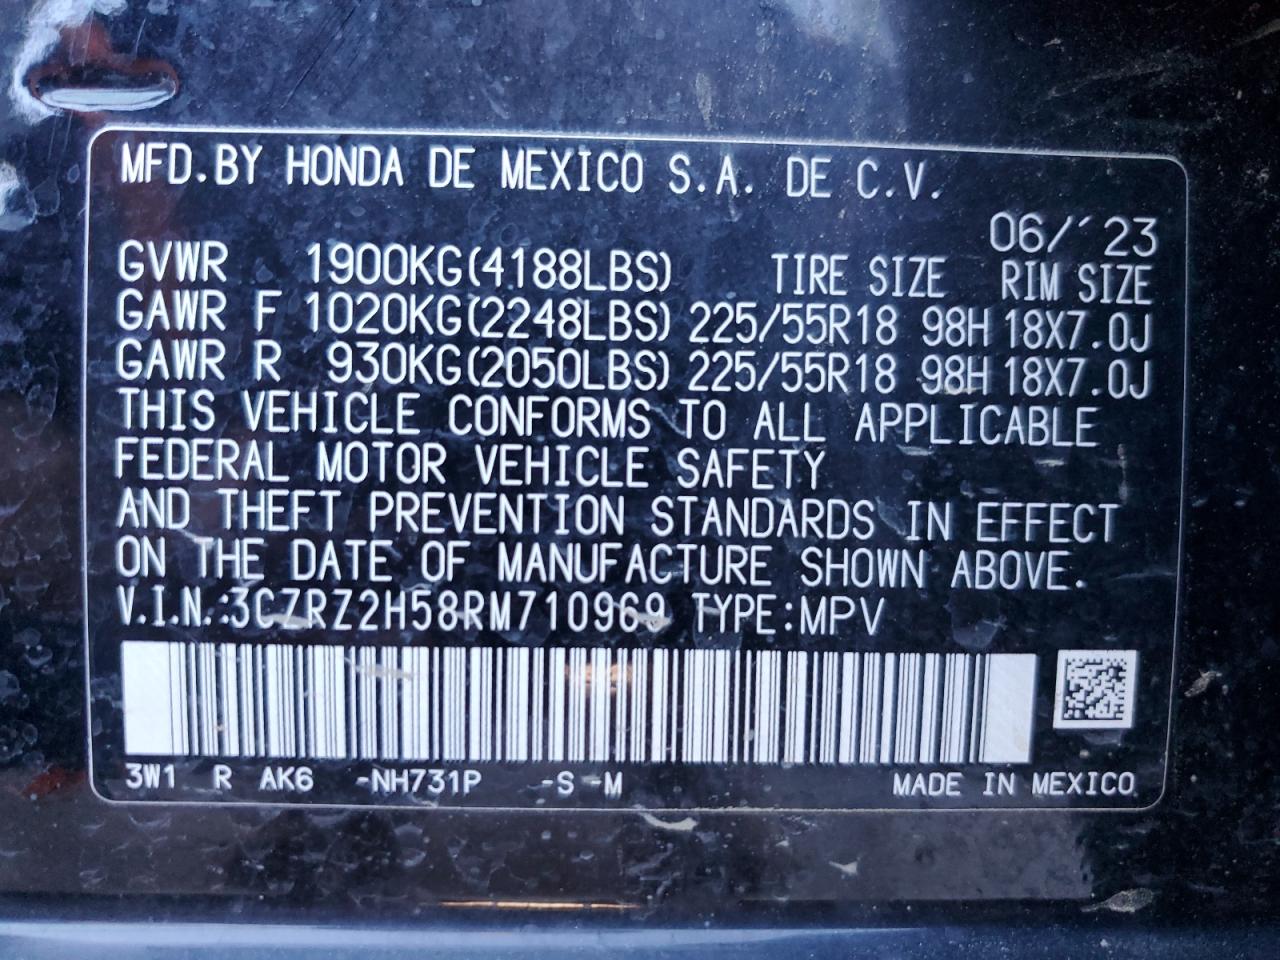 MFD.BY HONDA DE MEXICO S.A. DE C.V.
06/´23
GVWR 1900KG(4188LBS) TIRE SIZE RIM SIZE
GAWR F 1020KG(2248LBS) 225/55R18 98H 18X7.0J
GAWR R 930KG(2050LBS) 225/55R18 98H 18X7.0J
THIS VEHICLE CONFORMS TO ALL APPLICABLE
FEDERAL MOTOR VEHICLE SAFETY
AND THEFT PREVENTION STANDARDS IN EFFECT
ON THE DATE OF MANUFACTURE SHOWN ABOVE.
V.I.N.:3CZRZ2H58RM710969 TYPE:MPV
3W1 R AK6 -NH731P -S -M MADE IN MEXICO